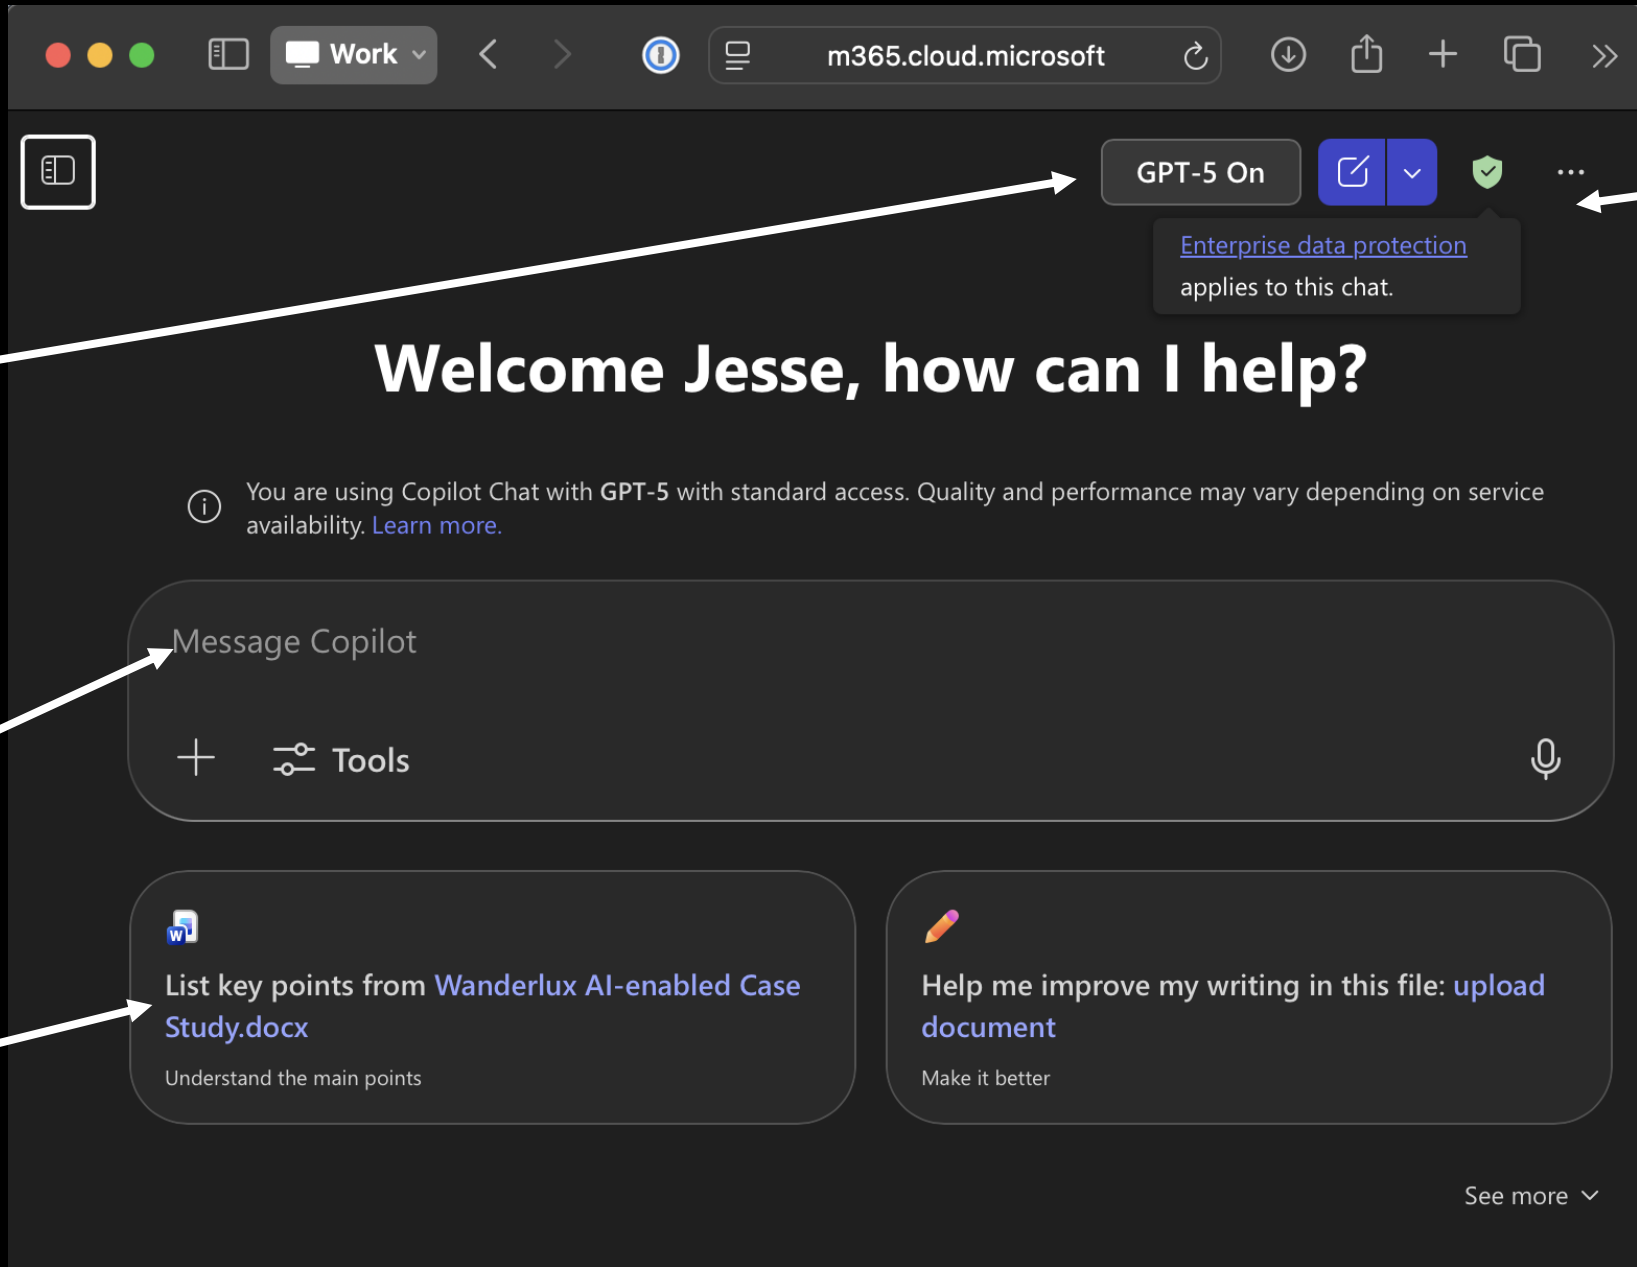 Work
m365.cloud.microsoft
GPT-5 On
Enterprise data protection
applies to this chat.
Welcome Jesse, how can I help?
You are using Copilot Chat with GPT-5 with standard access. Quality and performance may vary depending on service
availability. Learn more.
Message Copilot
Tools
List key points from Wanderlux AI-enabled Case
Study.docx
Understand the main points
Help me improve my writing in this file: upload
document
Make it better
See more